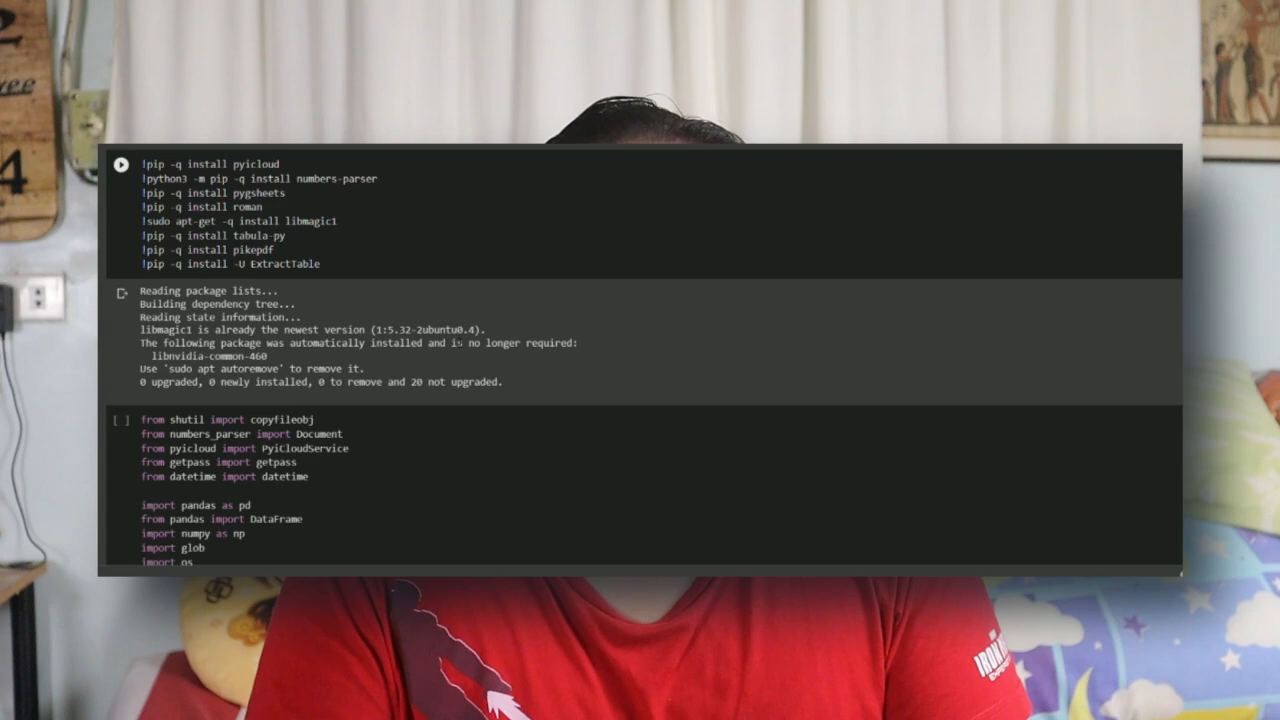 ee
4
!pip -q install pyicloud
!python3 -m pip -q install numbers-parser
!pip -q install pygsheets
!pip -q install roman
!sudo apt-get -q install libmagic1
!pip -q install tabula-py
!pip -q install pikepdf
!pip -q install -U ExtractTable
Reading package lists...
Building dependency tree...
Reading state information...
libmagic1 is already the newest version (1:5.32-2ubuntu0.4).
The following package was automatically installed and is no longer required:
libnvidia-common-460
Use 'sudo apt autoremove' to remove it.
0 upgraded, 0 newly installed, 0 to remove and 20 not upgraded.
[ ] from shutil import copyfileobj
from numbers_parser import Document
from pyicloud import PyiCloudService
from getpass import getpass
from datetime import datetime
import pandas as pd
from pandas import DataFrame
import numpy as np
import glob
import os
IRON